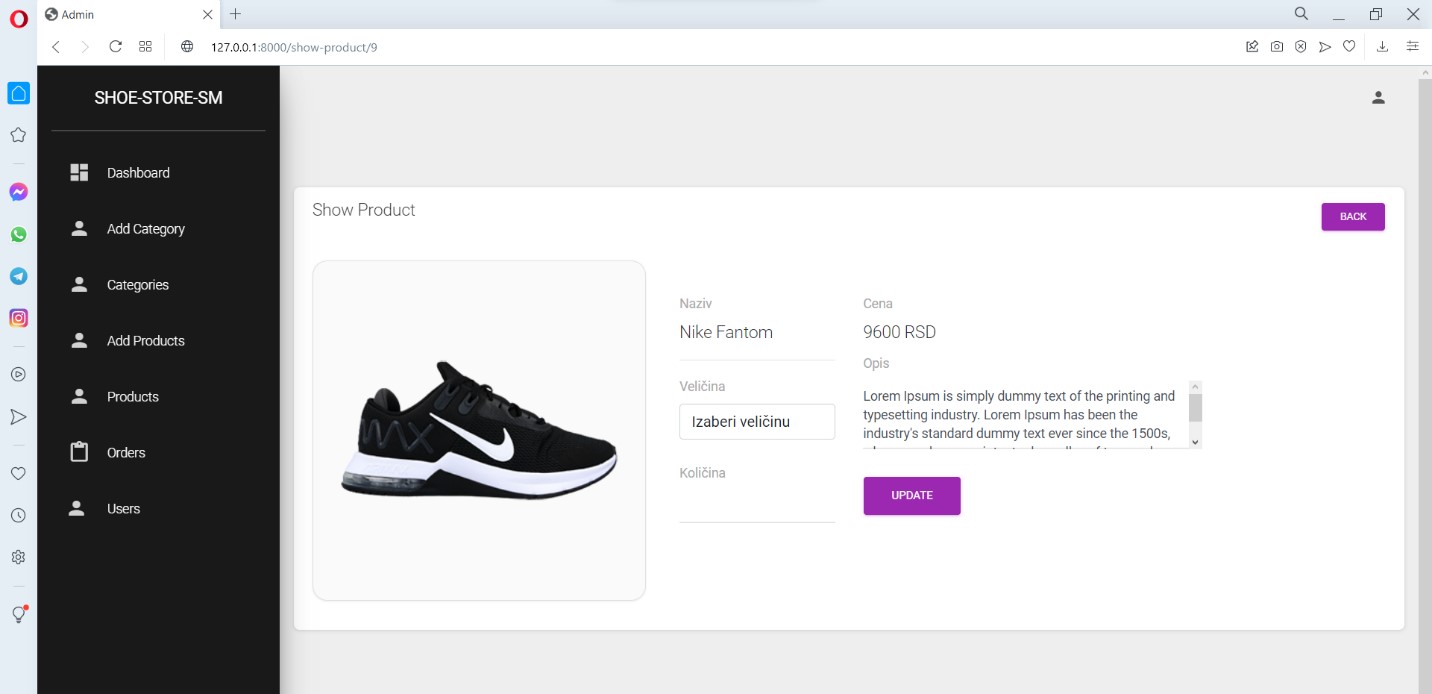 Admin
127.0.0.1:8000/show-product/9
SHOE-STORE-SM
Dashboard
Add Category
Categories
Add Products
Products
Orders
Users
Show Product
BACK
MAX
Naziv
Nike Fantom
Veličina
Izaberi veličinu
Količina
Cena
9600 RSD
Opis
Lorem Ipsum is simply dummy text of the printing and
typesetting industry. Lorem Ipsum has been the
industry's standard dummy text ever since the 1500s,
UPDATE